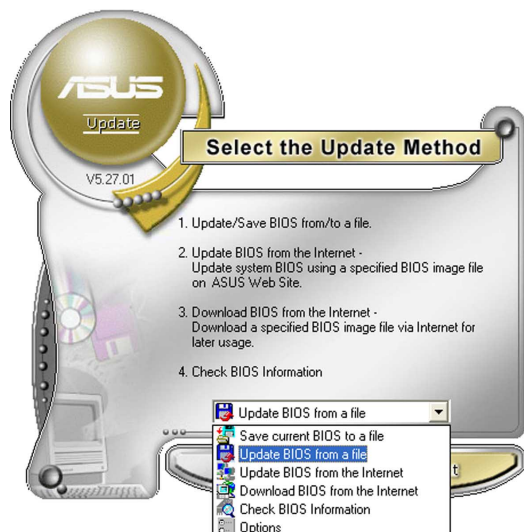 ASUS
Update
V5.27.01
Select the Update Method
1. Update/Save BIOS from/to a file.
2. Update BIOS from the Internet -
Update system BIOS using a specified BIOS image file
on ASUS Web Site.
3. Download BIOS from the Internet -
Download a specified BIOS image file via Internet for
later usage.
4. Check BIOS Information
Update BIOS from a file
Save current BIOS to a file
Update BIOS from a file
Update BIOS from the Internet
Download BIOS from the Internet
Check BIOS Information
Options